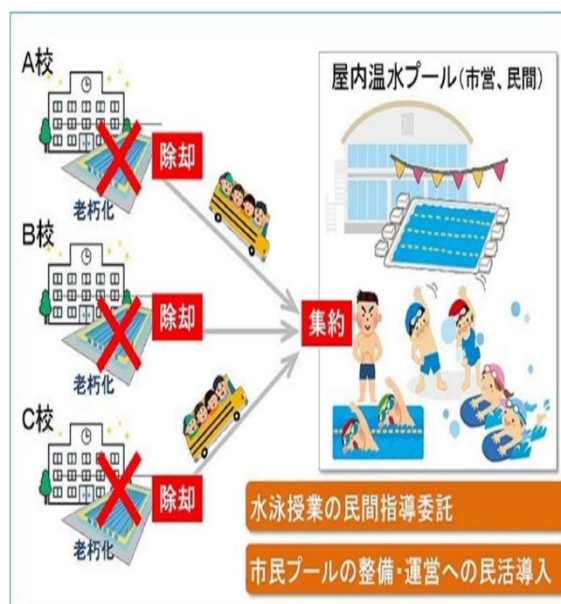 A校
除却
老朽化
B校
除却
老朽化
C校
除却
老朽化
集約
屋内温水プール(市営、民間)
水泳授業の民間指導委託
市民プールの整備・運営への民活導入